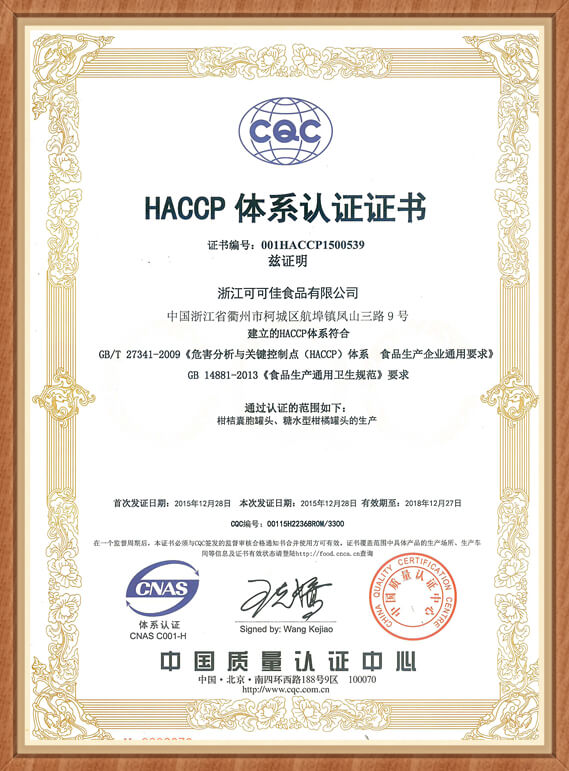 CQC
HACCP 体系认证证书
证书编号：001HACCP1500539
兹证明
浙江可可佳食品有限公司
中国浙江省衢州市柯城区航埠镇凤山三路 9 号
建立的HACCP体系符合
GB/T 27341-2009《危害分析与关键控制点（HACCP）体系 食品生产企业通用要求》
GB 14881-2013《食品生产通用卫生规范》要求
通过认证的范围如下：
柑桔囊胞罐头、糖水型柑橘罐头的生产
首次发证日期：2015年12月28日 本次发证日期：2015年12月28日 有效期至：2018年12月27日
CQC编号：00115H22368R0M/3300
在一个监督周期后，本证书必须与CQC签发的监督审核合格通知书合并使用方可有效。证书覆盖范围中具体产品的生产场所、生产车
间等信息及证书有效状态请登陆http://food.cnca.cn查询
CNAS
体系认证
CNAS C001-H
Signed by: Wang Kejiao
CHINA QUALITY CERTIFICATION CENTRE
中国质量认证中心
中国质量认证中心
中国·北京·南四环西路188号9区 100070
http://www.cqc.com.cn